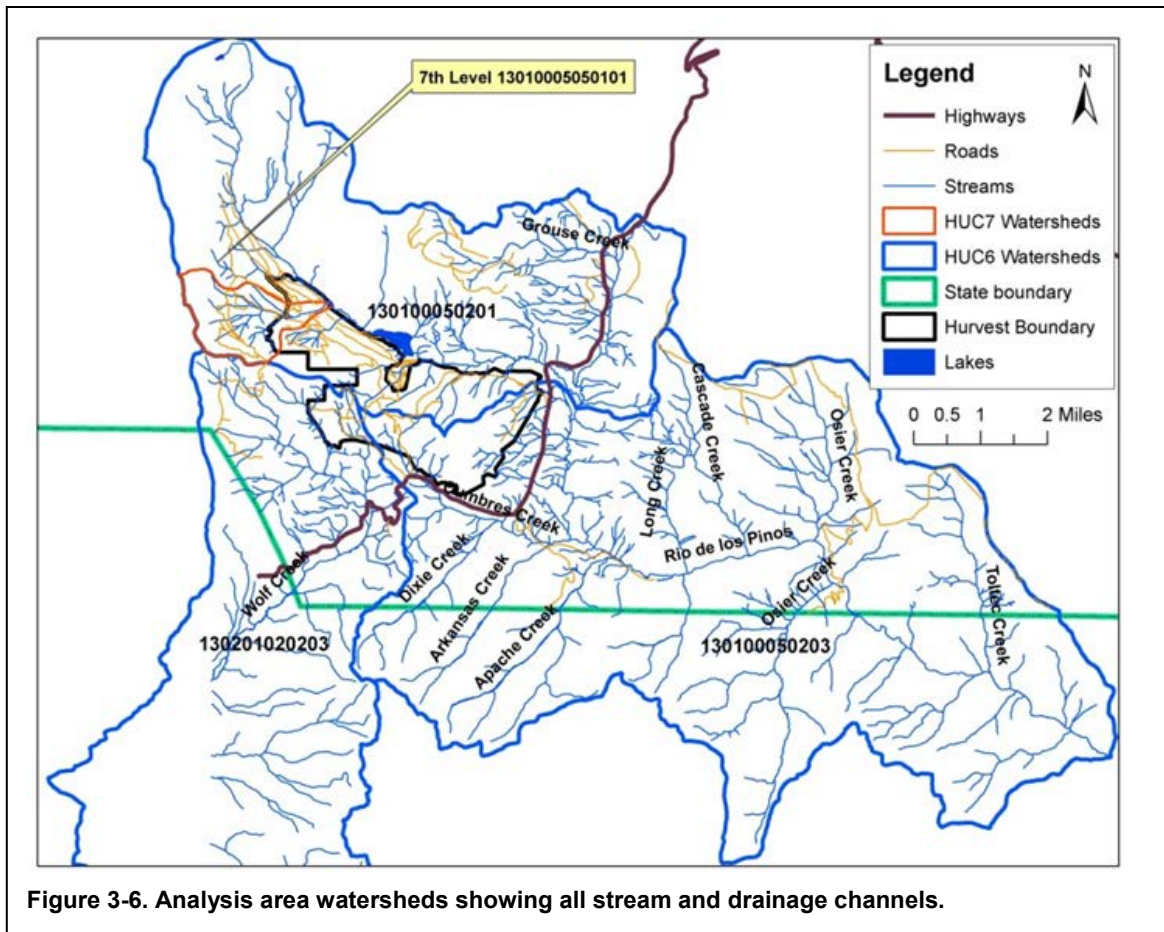 7th Level 13010005050101
Legend
N
Highways
Roads
Streams
HUC7 Watersheds
HUC6 Watersheds
State boundary
Hurvest Boundary
Lakes
0 0.5 1 2 Miles
Grouse Creek
130100050201
Cascade Creek
Osier Creek
Long Creek
Cumbres Creek
Rio de los Pinos
Dixie Creek
Wolf Creek
Arkansas Creek
Osier Creek
Toltec Creek
130201020203
Apache Creek
130100050203
Figure 3-6. Analysis area watersheds showing all stream and drainage channels.